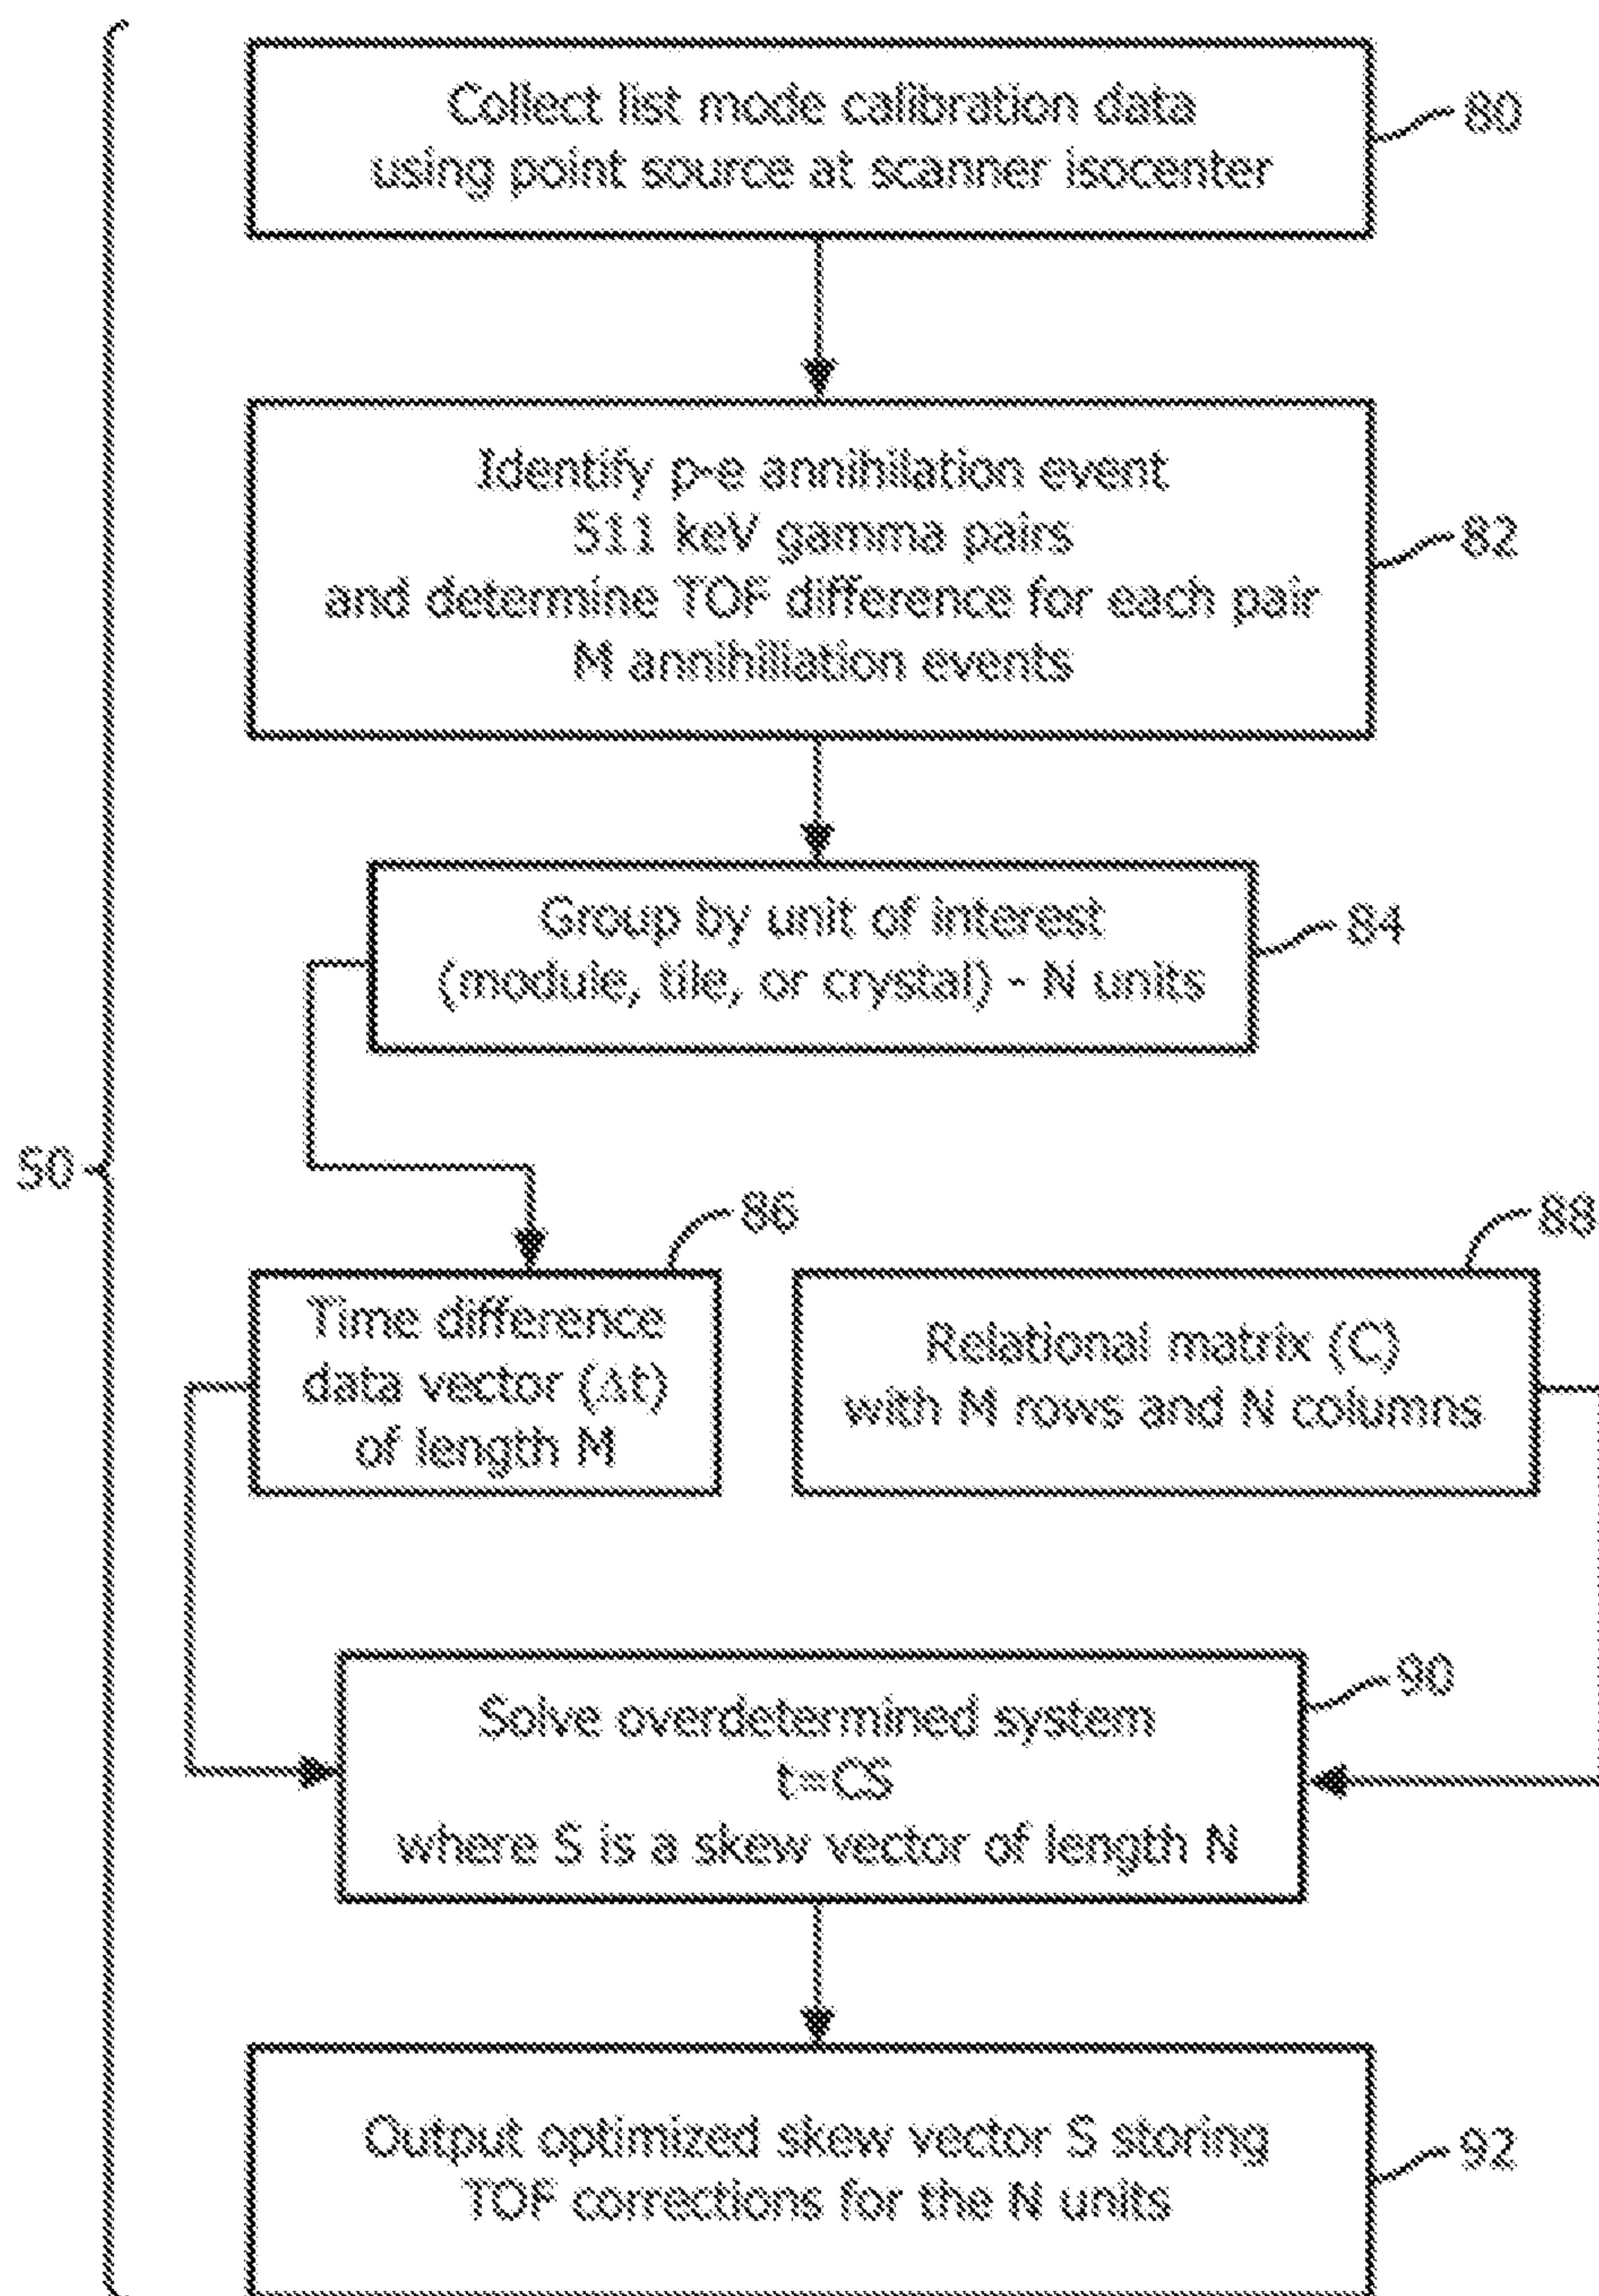 Collect list mode calibration data
using point source at scanner isocenter
80
Identify p-e annihilation event
511 keV gamma pairs
and determine TOF difference for each pair
M annihiliation events
82
Group by unit of interest
(module, tile, or crystal) - N units
84
50
86
88
Time difference
data vector (Δt)
of length M
Relational matrix (C)
with M rows and N columns
90
Solve overdetermined system
t=CS
where S is a skew vector of length N
Output optimized skew vector S storing
TOF corrections for the N units
92